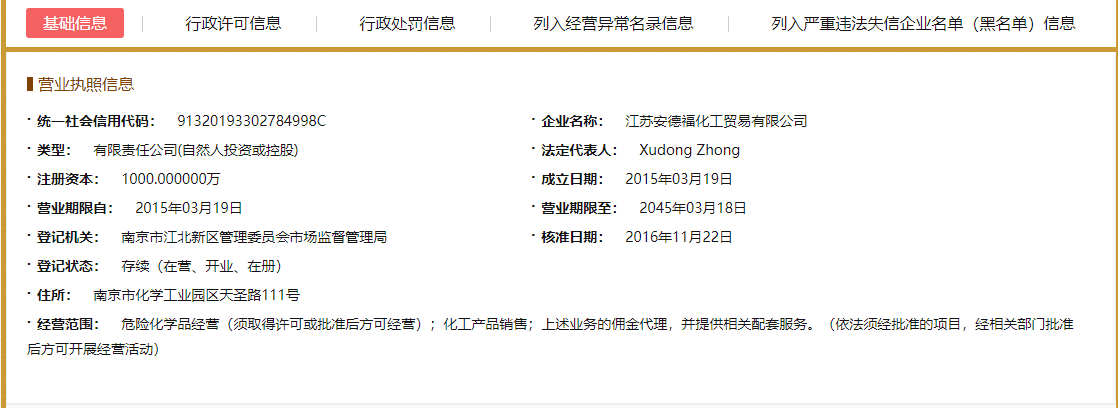 基础信息 行政许可信息 行政处罚信息 列入经营异常名录信息 列入严重违法失信企业名单（黑名单）信息
营业执照信息
· 统一社会信用代码： 91320193302784998C · 企业名称： 江苏安德福化工贸易有限公司
· 类型： 有限责任公司(自然人投资或控股) · 法定代表人： Xudong Zhong
· 注册资本： 1000.000000万 · 成立日期： 2015年03月19日
· 营业期限自： 2015年03月19日 · 营业期限至： 2045年03月18日
· 登记机关： 南京市江北新区管理委员会市场监督管理局 · 核准日期： 2016年11月22日
· 登记状态： 存续（在营、开业、在册）
· 住所： 南京市化学工业园区天圣路111号
· 经营范围： 危险化学品经营（须取得许可或批准后方可经营）；化工产品销售；上述业务的佣金代理，并提供相关配套服务。（依法须经批准的项目，经相关部门批准
后方可开展经营活动）